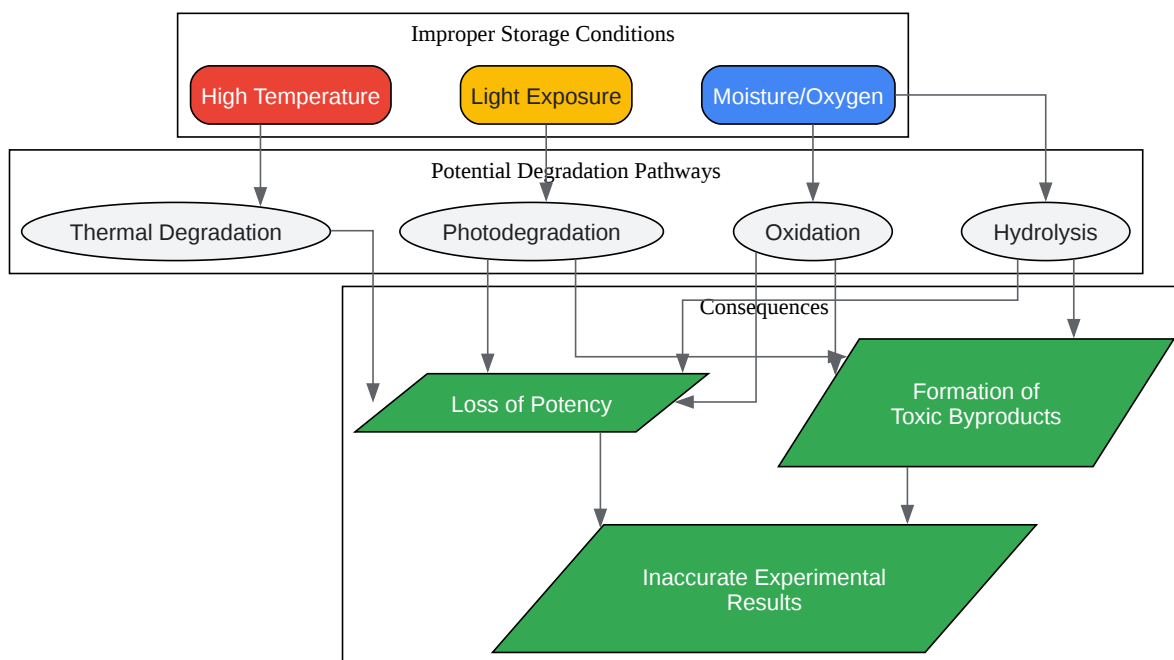 Improper Storage Conditions
High Temperature
Light Exposure
Moisture/Oxygen
Potential Degradation Pathways
Thermal Degradation
Photodegradation
Oxidation
Hydrolysis
Consequences
Loss of Potency
Formation of
Toxic Byproducts
Inaccurate Experimental
Results